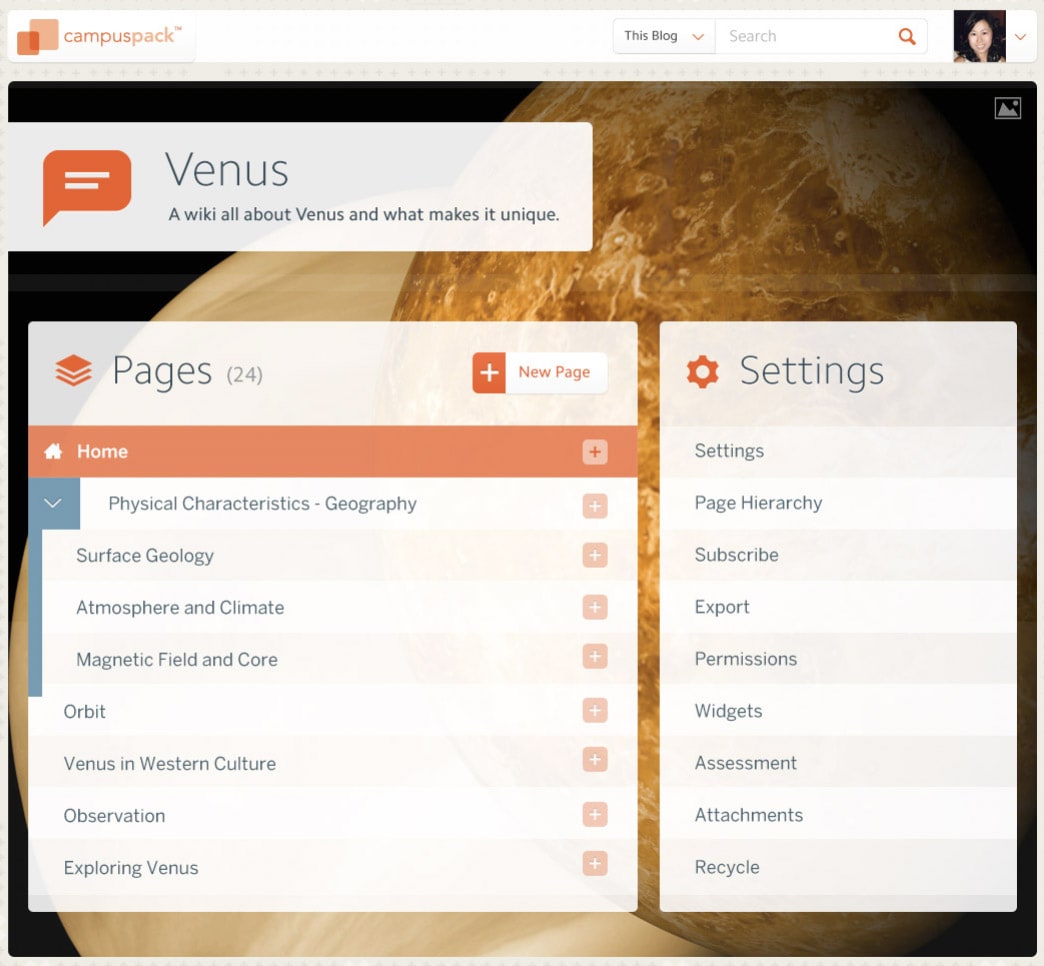 campuspack™
This Blog
Search
Venus
A wiki all about Venus and what makes it unique.
Pages (24)
+ New Page
Home
Physical Characteristics - Geography
Surface Geology
Atmosphere and Climate
Magnetic Field and Core
Orbit
Venus in Western Culture
Observation
Exploring Venus
Settings
Settings
Page Hierarchy
Subscribe
Export
Permissions
Widgets
Assessment
Attachments
Recycle